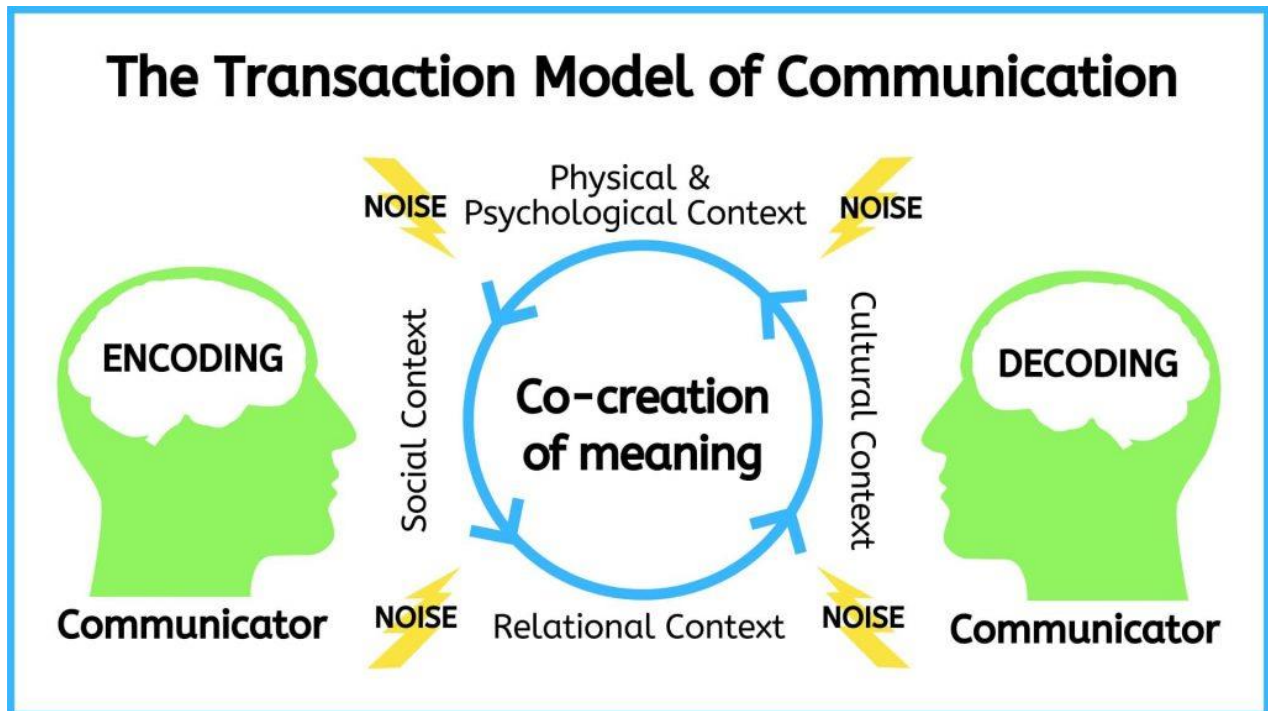 The Transaction Model of Communication
NOISE
Physical &
Psychological Context
NOISE
ENCODING
Social Context
Co-creation
of meaning
Cultural Context
DECODING
Communicator
NOISE
Relational Context
NOISE
Communicator